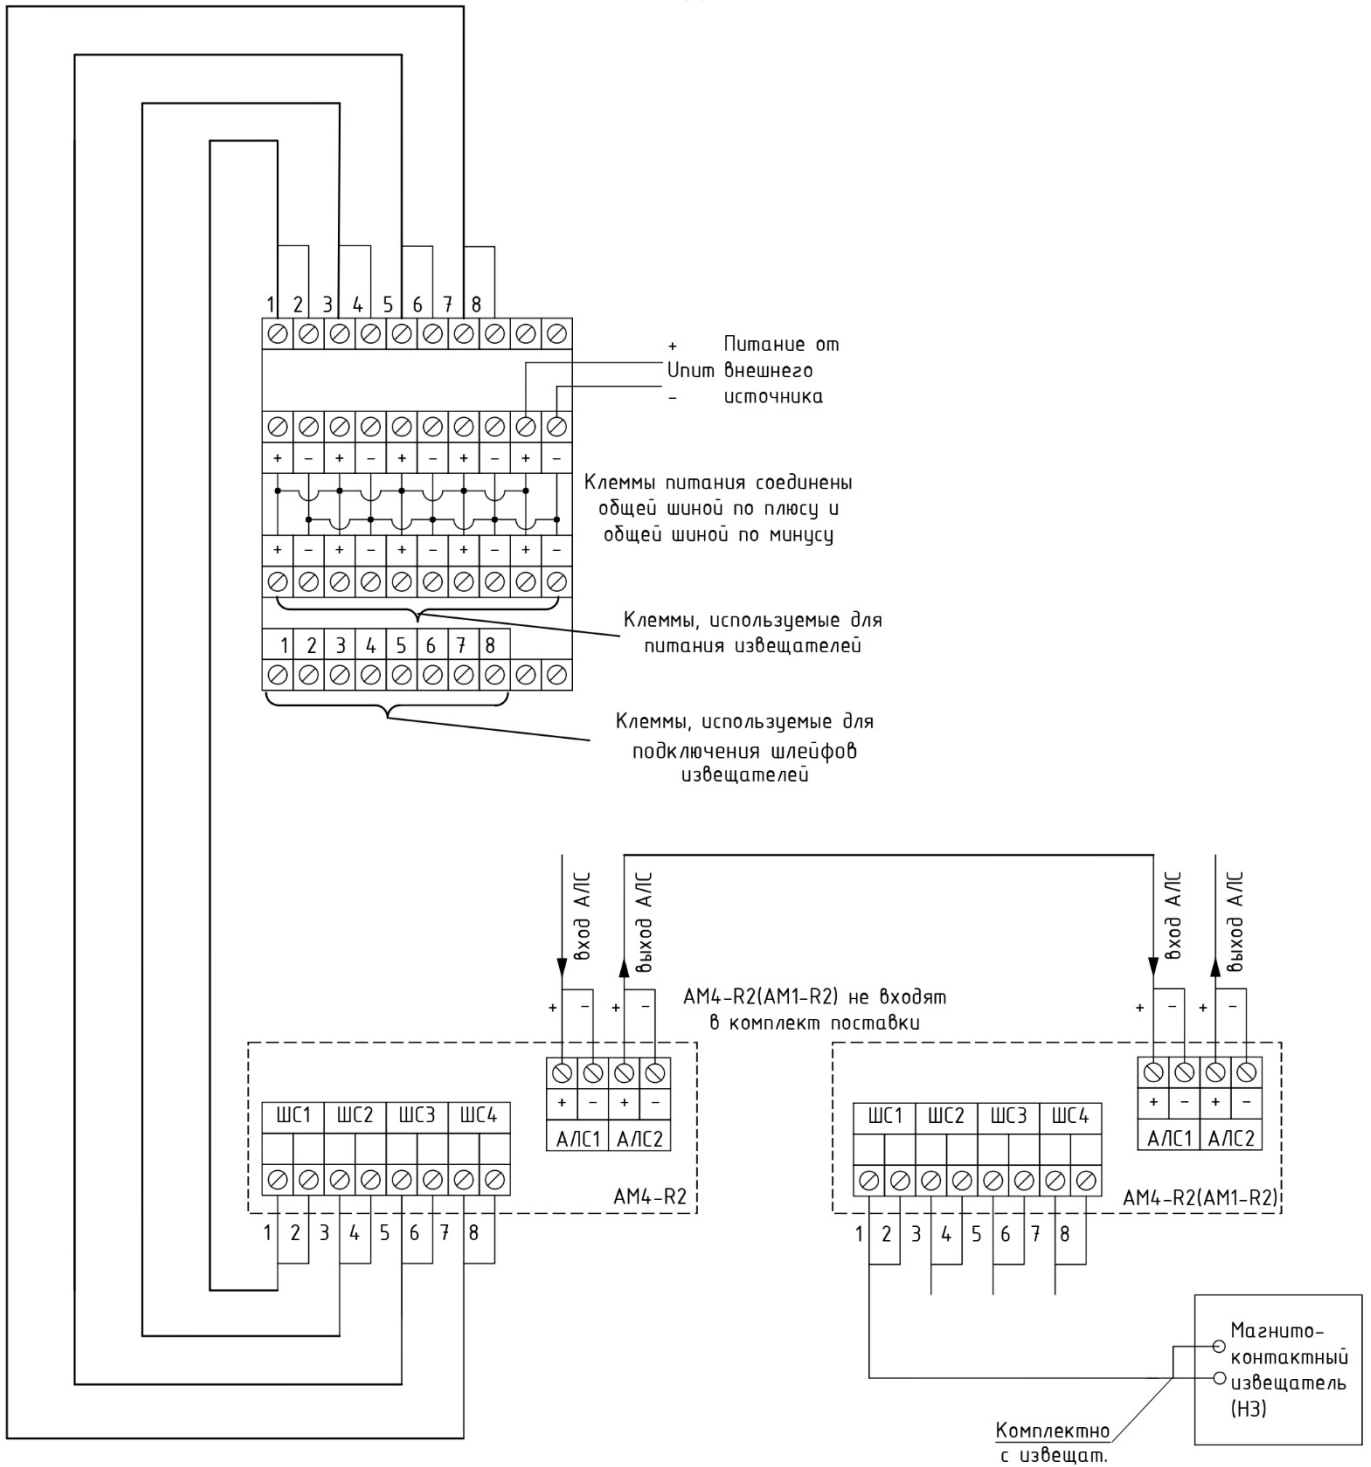 1 2 3 4 5 6 7 8
+ Питание от
Uпит внешнего
– источника
+ – + – + – + – + –
Клеммы питания соединены
общей шиной по плюсу и
общей шиной по минусу
+ – + – + – + – + –
Клеммы, используемые для
питания извещателей
1 2 3 4 5 6 7 8
Клеммы, используемые для
подключения шлейфов
извещателей
вход АЛС
выход АЛС
вход АЛС
выход АЛС
АМ4-R2(АМ1-R2) не входят
в комплект поставки
+ – + –
+ – + –
+ – + –
АЛС1 АЛС2
ШС1 ШС2 ШС3 ШС4
АМ4-R2
1 2 3 4 5 6 7 8
+ – + –
АЛС1 АЛС2
ШС1 ШС2 ШС3 ШС4
АМ4-R2(АМ1-R2)
1 2 3 4 5 6 7 8
Магнито-
контактный
извещатель
(НЗ)
Комплектно
с извещат.